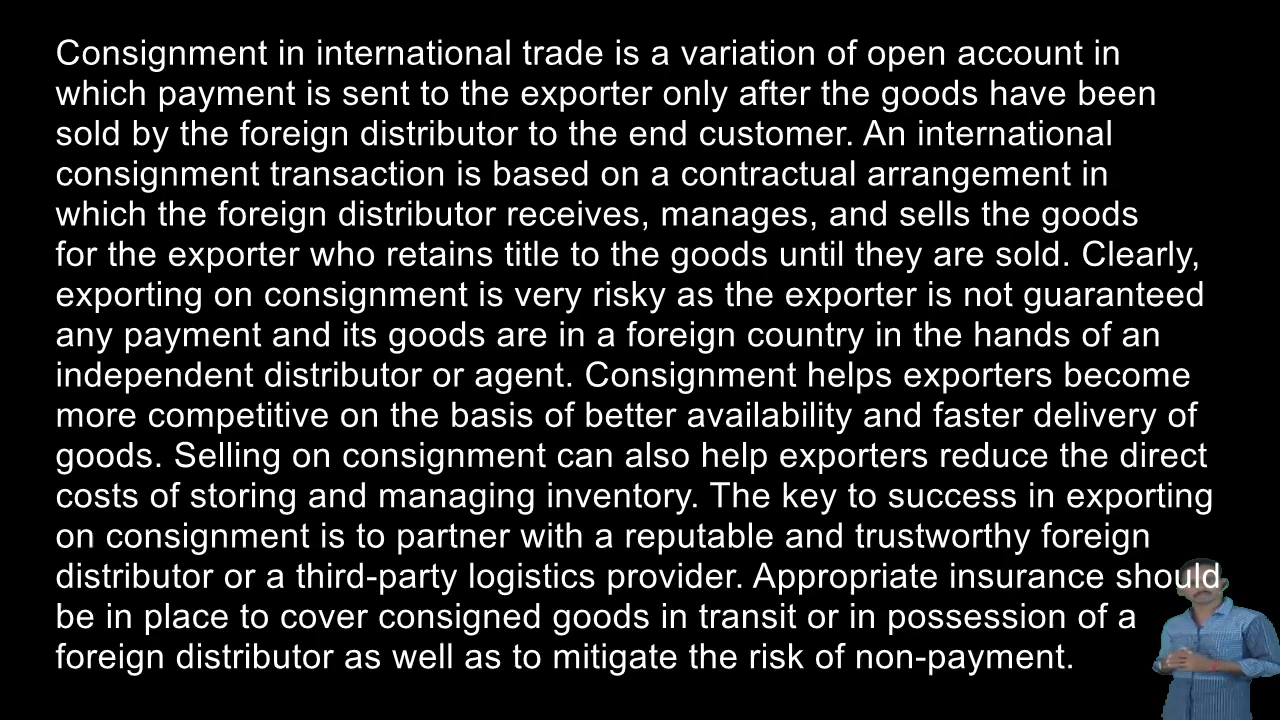 Consignment in international trade is a variation of open account in
which payment is sent to the exporter only after the goods have been
sold by the foreign distributor to the end customer. An international
consignment transaction is based on a contractual arrangement in
which the foreign distributor receives, manages, and sells the goods
for the exporter who retains title to the goods until they are sold. Clearly,
exporting on consignment is very risky as the exporter is not guaranteed
any payment and its goods are in a foreign country in the hands of an
independent distributor or agent. Consignment helps exporters become
more competitive on the basis of better availability and faster delivery of
goods. Selling on consignment can also help exporters reduce the direct
costs of storing and managing inventory. The key to success in exporting
on consignment is to partner with a reputable and trustworthy foreign
distributor or a third-party logistics provider. Appropriate insurance should
be in place to cover consigned goods in transit or in possession of a
foreign distributor as well as to mitigate the risk of non-payment.